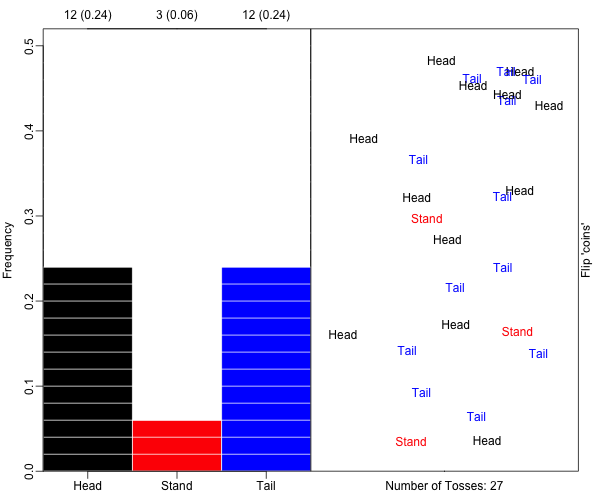 12 (0.24) 3 (0.06) 12 (0.24)
Frequency
0.5
0.4
0.3
0.2
0.1
0.0
Head Stand Tail
Head
Tail Head
Tail Tail
Head
Head
Tail
Head
Head
Tail
Head
Head Tail
Stand
Head
Tail
Tail
Head
Stand
Head
Tail Tail
Tail
Tail
Stand Head
Flip 'coins'
Number of Tosses: 27